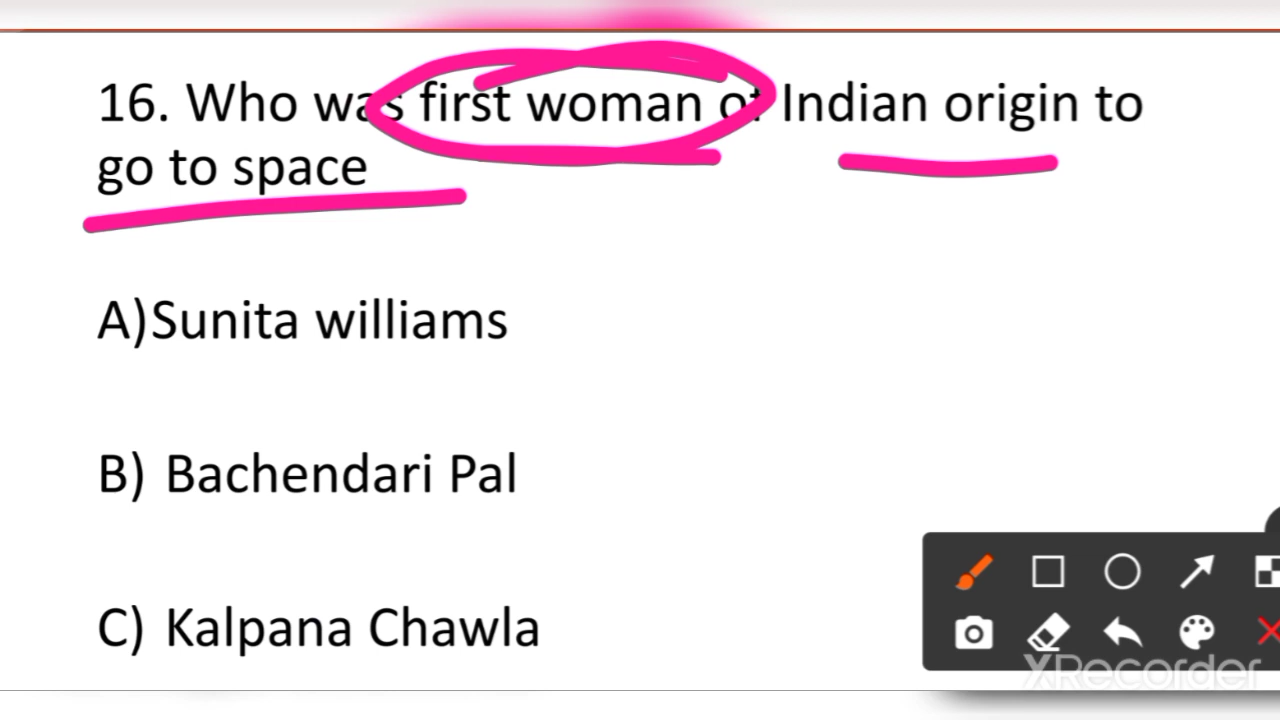 16. Who was first woman of Indian origin to
go to space
A)Sunita williams
B) Bachendari Pal
C) Kalpana Chawla
XRecorder